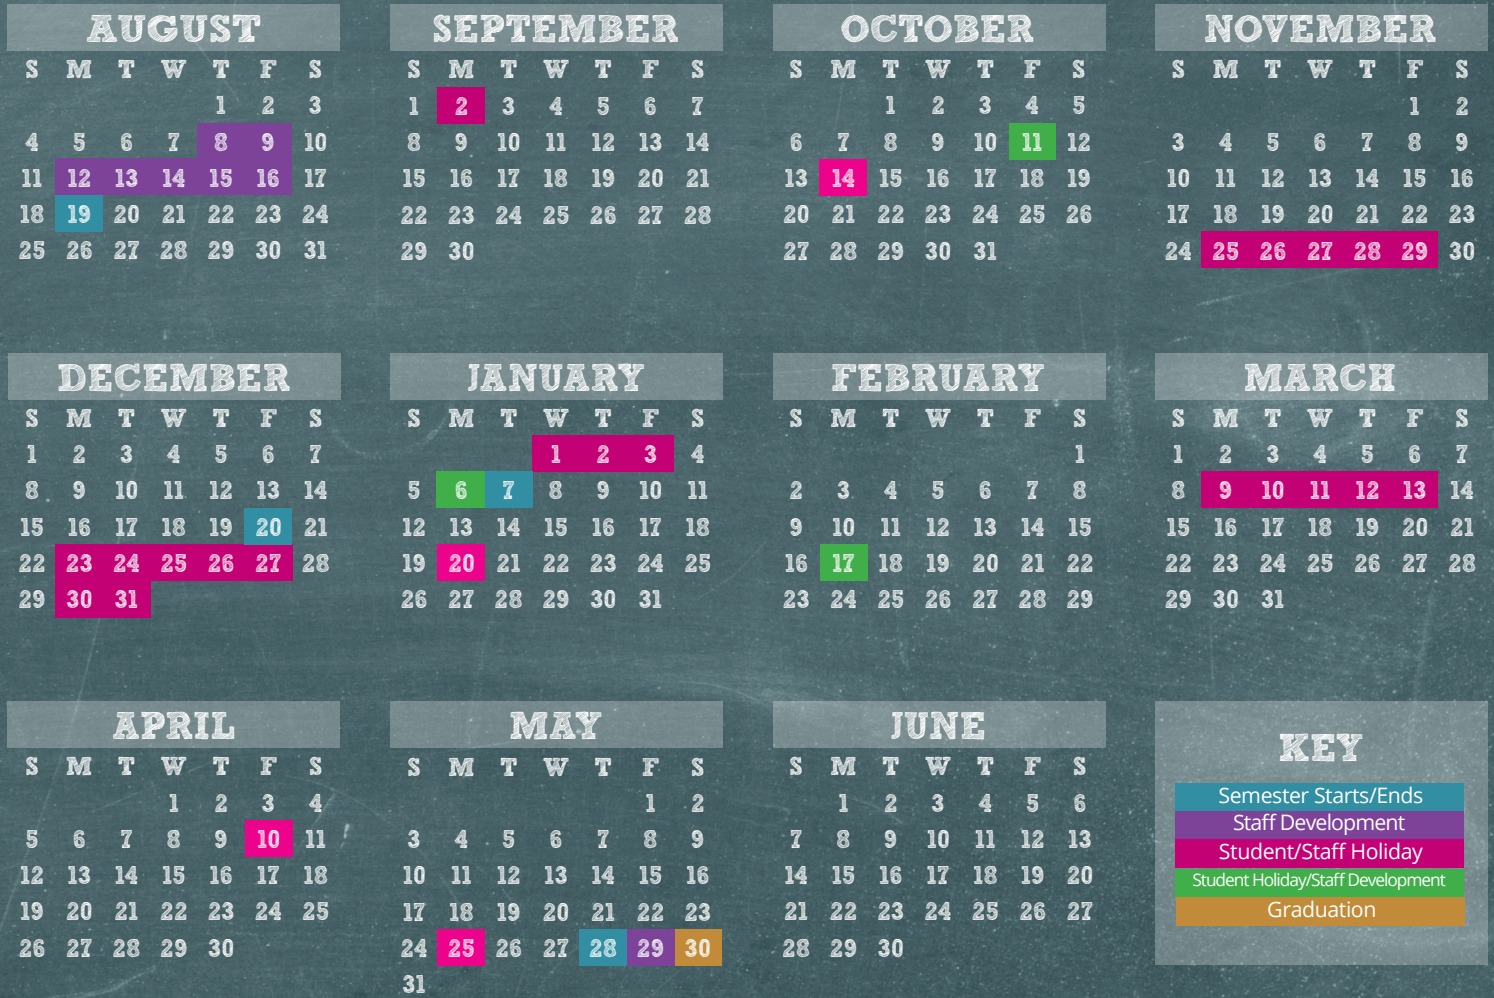 AUGUST
S M T W T F S
1 2 3
4 5 6 7 8 9 10
11 12 13 14 15 16 17
18 19 20 21 22 23 24
25 26 27 28 29 30 31
SEPTEMBER
S M T W T F S
1 2 3 4 5 6 7
8 9 10 11 12 13 14
15 16 17 18 19 20 21
22 23 24 25 26 27 28
29 30
OCTOBER
S M T W T F S
1 2 3 4 5
6 7 8 9 10 11 12
13 14 15 16 17 18 19
20 21 22 23 24 25 26
27 28 29 30 31
NOVEMBER
S M T W T F S
1 2
3 4 5 6 7 8 9
10 11 12 13 14 15 16
17 18 19 20 21 22 23
24 25 26 27 28 29 30
DECEMBER
S M T W T F S
1 2 3 4 5 6 7
8 9 10 11 12 13 14
15 16 17 18 19 20 21
22 23 24 25 26 27 28
29 30 31
JANUARY
S M T W T F S
1 2 3 4
5 6 7 8 9 10 11
12 13 14 15 16 17 18
19 20 21 22 23 24 25
26 27 28 29 30 31
FEBRUARY
S M T W T F S
1
2 3 4 5 6 7 8
9 10 11 12 13 14 15
16 17 18 19 20 21 22
23 24 25 26 27 28 29
MARCH
S M T W T F S
1 2 3 4 5 6 7
8 9 10 11 12 13 14
15 16 17 18 19 20 21
22 23 24 25 26 27 28
29 30 31
APRIL
S M T W T F S
1 2 3 4
5 6 7 8 9 10 11
12 13 14 15 16 17 18
19 20 21 22 23 24 25
26 27 28 29 30
MAY
S M T W T F S
1 2
3 4 5 6 7 8 9
10 11 12 13 14 15 16
17 18 19 20 21 22 23
24 25 26 27 28 29 30
31
JUNE
S M T W T F S
1 2 3 4 5 6
7 8 9 10 11 12 13
14 15 16 17 18 19 20
21 22 23 24 25 26 27
28 29 30
KEY
Semester Starts/Ends
Staff Development
Student/Staff Holiday
Student Holiday/Staff Development
Graduation